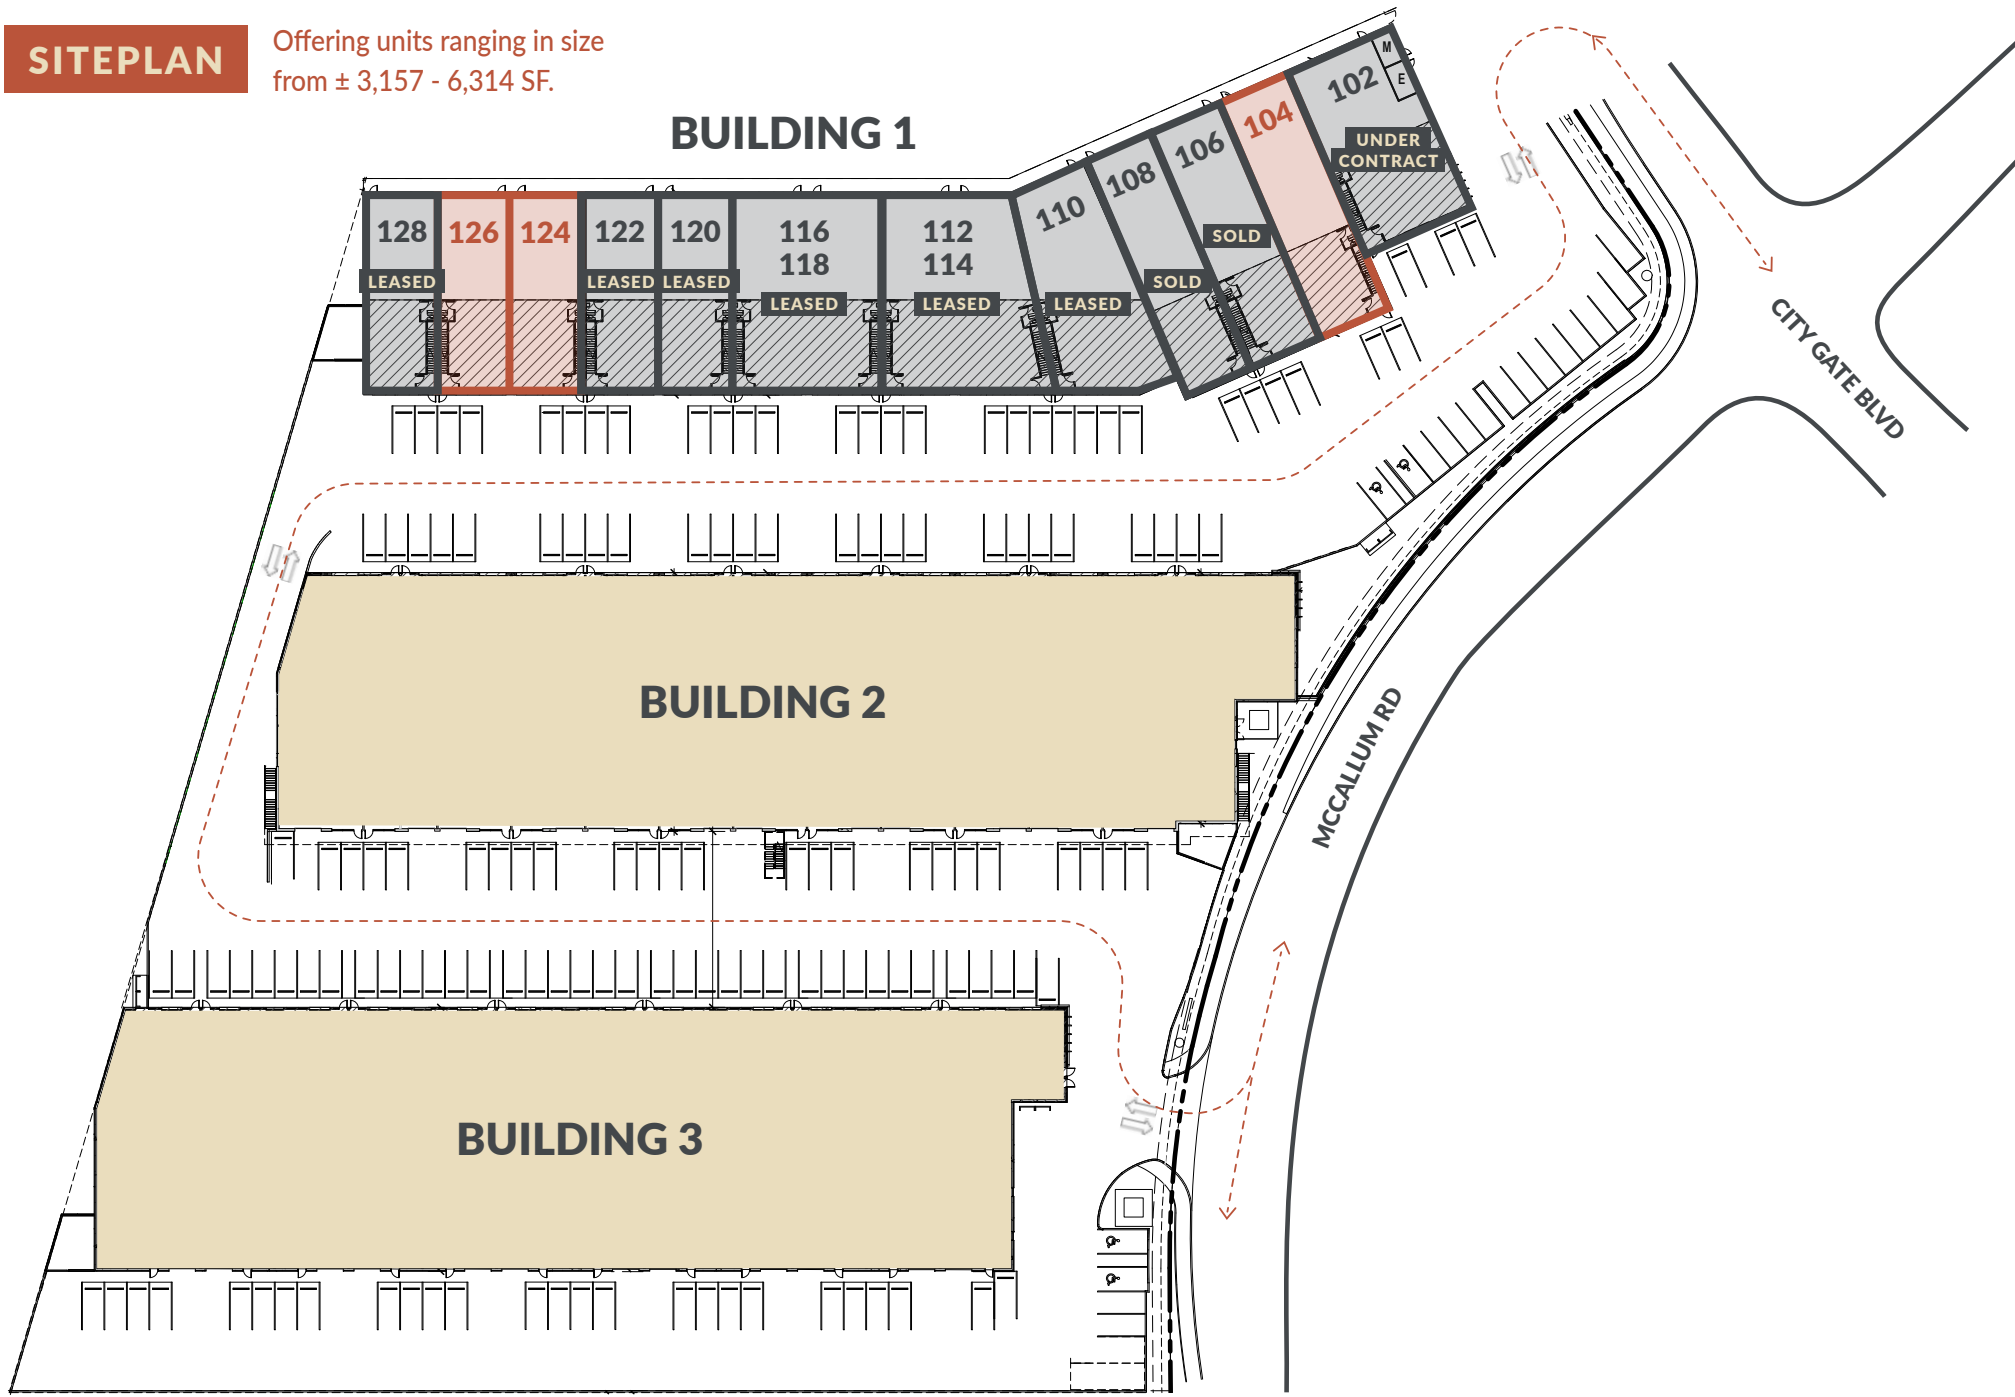 SITEPLAN
Offering units ranging in size
from ± 3,157 - 6,314 SF.
BUILDING 1
128
LEASED
126
124
122
LEASED
120
LEASED
116
118
LEASED
112
114
LEASED
110
LEASED
108
SOLD
106
SOLD
104
102
M
E
UNDER
CONTRACT
CITY GATE BLVD
BUILDING 2
MCCALLUM RD
BUILDING 3